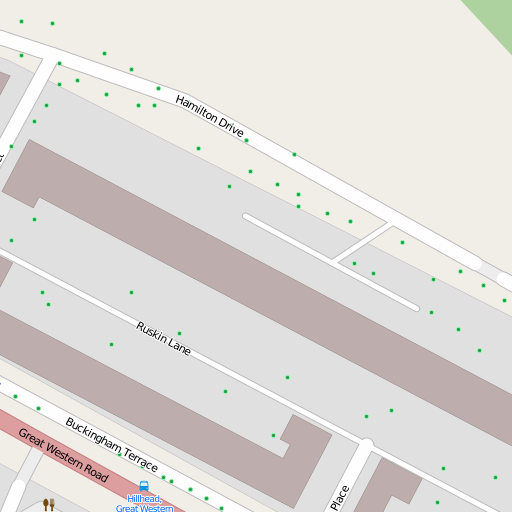 Hamilton Drive
Ruskin Lane
Buckingham Terrace
Great Western Road
Hillhead,
Great Western
Place